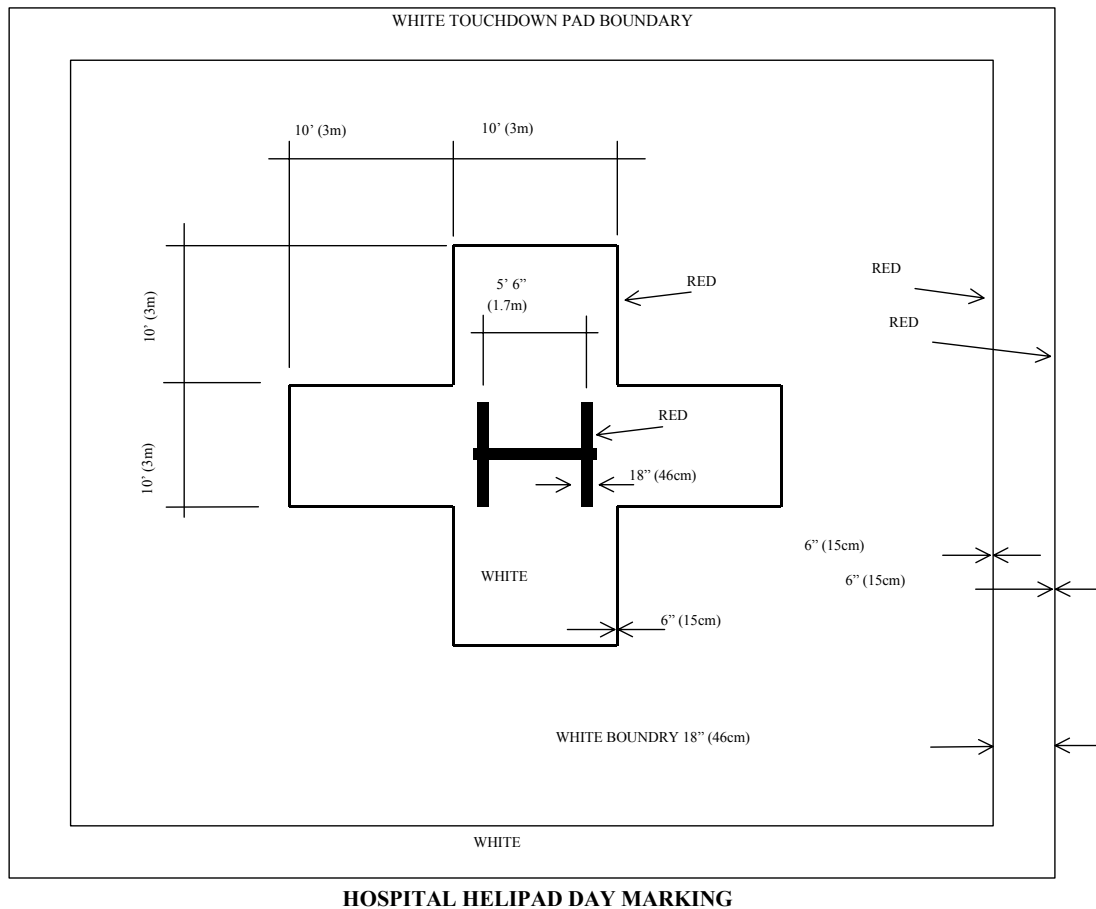 WHITE TOUCHDOWN PAD BOUNDARY
10’ (3m)
10’ (3m)
RED
5’ 6”
(1.7m)
RED
RED
10’ (3m)
RED
10’ (3m)
18” (46cm)
6” (15cm)
WHITE
6” (15cm)
6” (15cm)
WHITE BOUNDRY 18” (46cm)
WHITE
HOSPITAL HELIPAD DAY MARKING